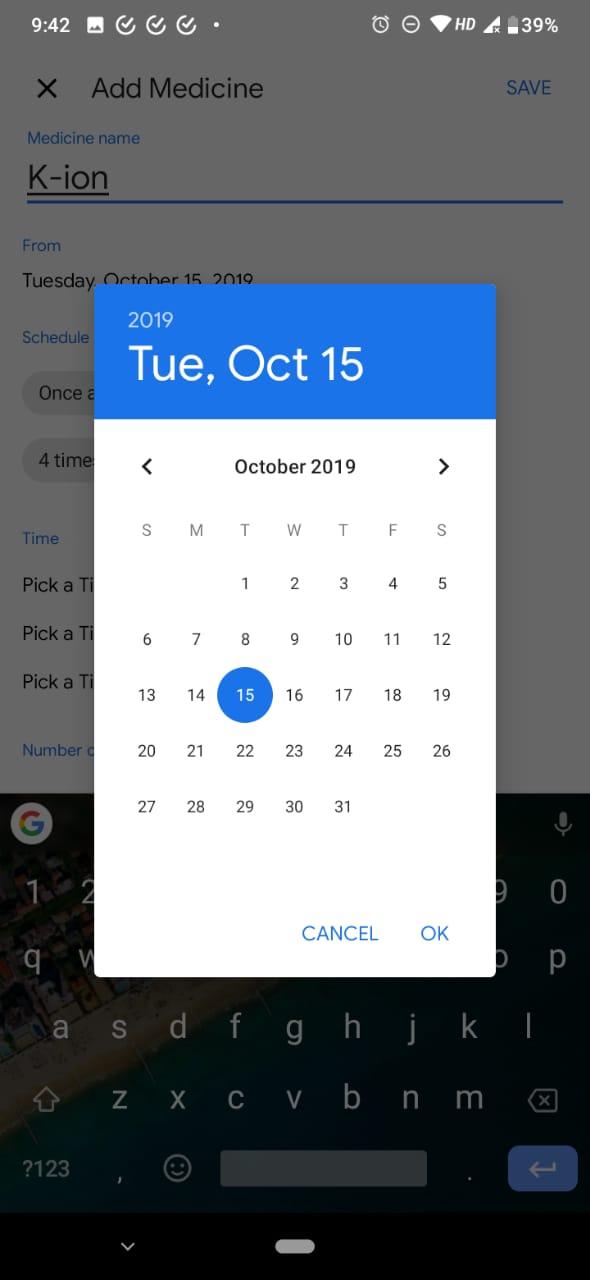 9:42 HD 39%
Add Medicine SAVE
Medicine name
K-ion
From
Tuesday, October 15, 2019
2019
Tue, Oct 15
Schedule
Once a
4 time
October 2019
S M T W T F S
1 2 3 4 5
6 7 8 9 10 11 12
13 14 15 16 17 18 19
20 21 22 23 24 25 26
27 28 29 30 31
Time
Pick a Ti
Pick a Ti
Pick a Ti
Number
CANCEL OK
1 2 9 0
q w o p
a s d f g h j k l
z x c v b n m
?123 , .